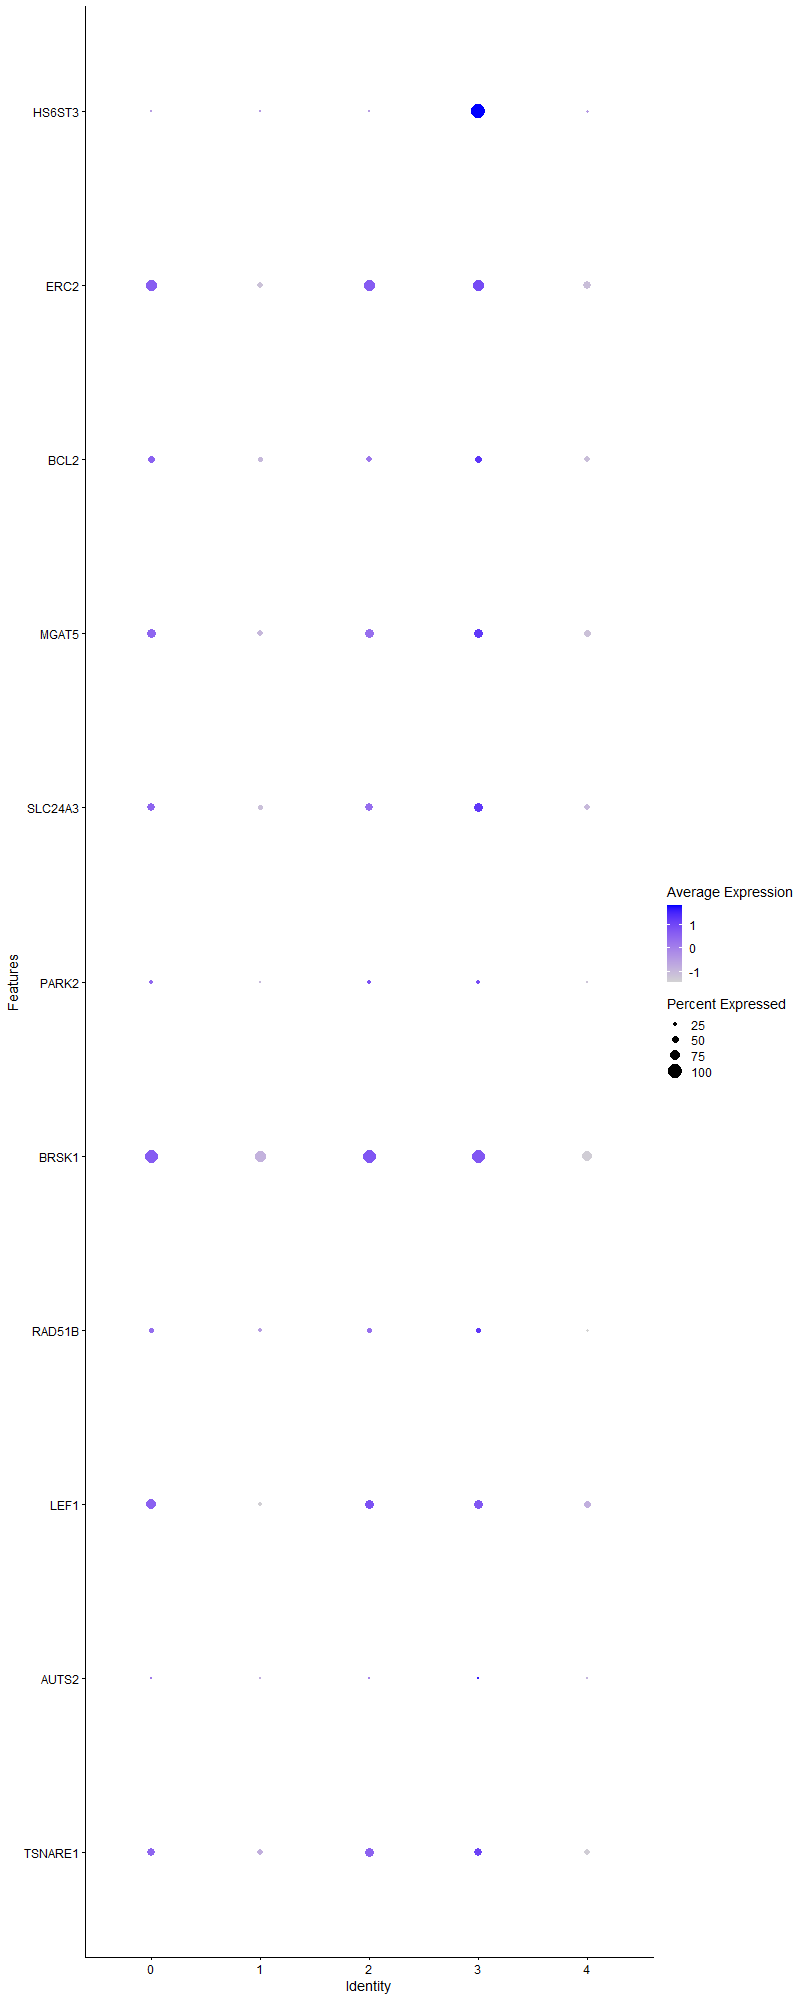 HS6ST3
ERC2
BCL2
MGAT5
SLC24A3
PARK2
BRSK1
RAD51B
LEF1
AUTS2
TSNARE1
Features
0 1 2 3 4
Identity
Average Expression
1
0
-1
Percent Expressed
25
50
75
100